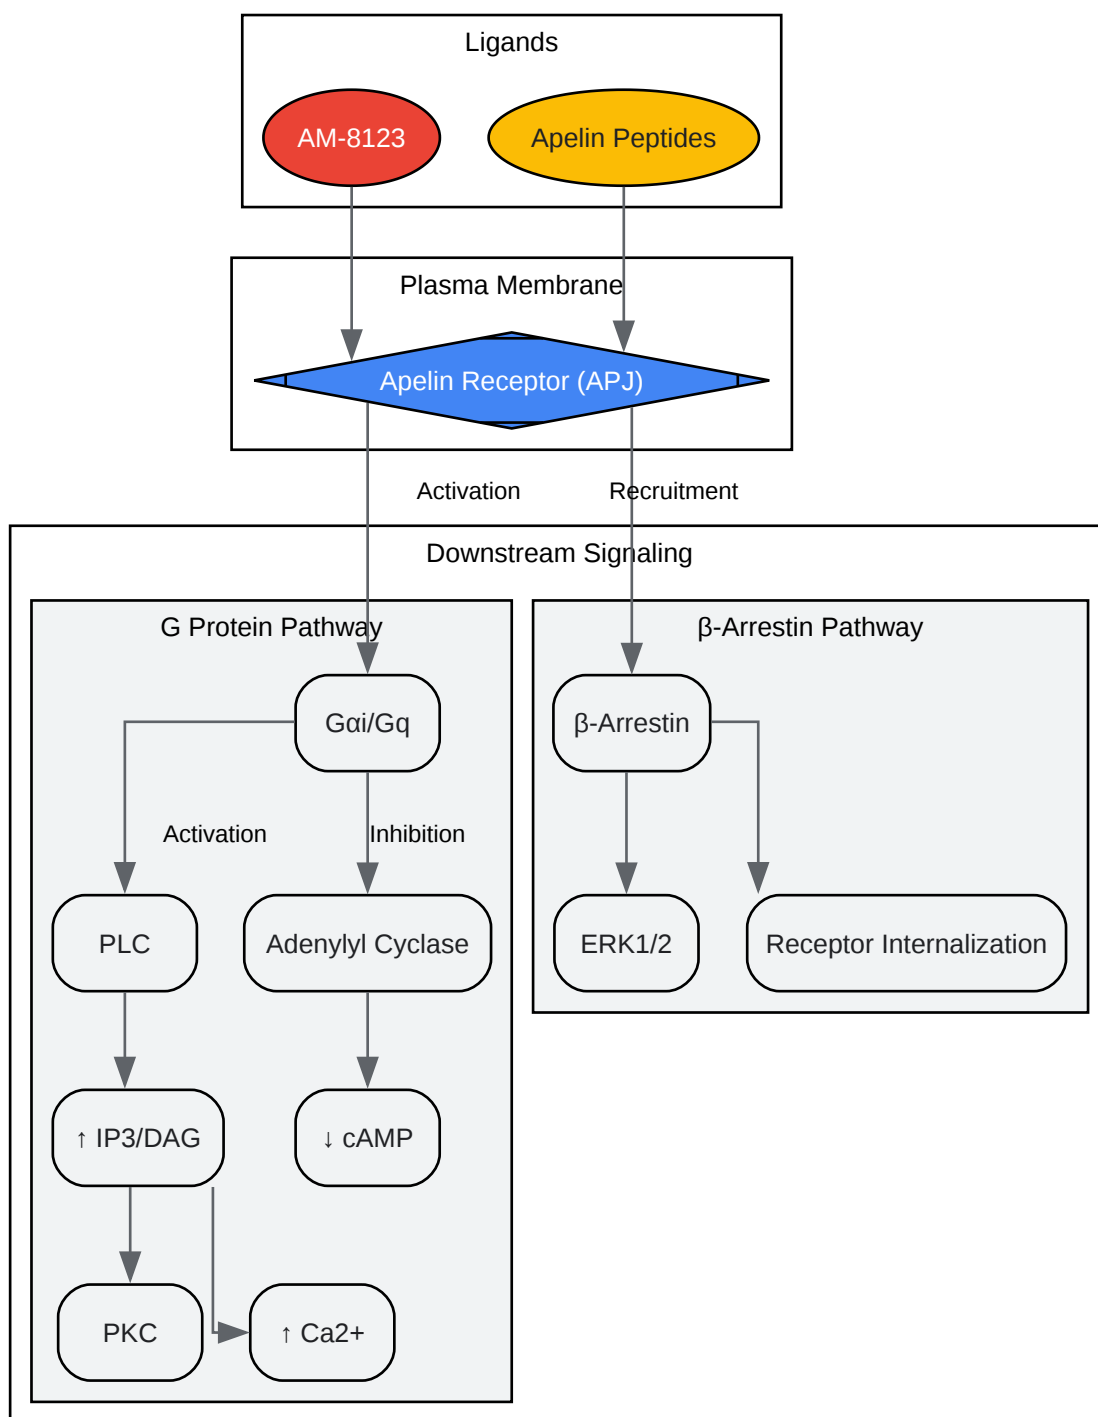 Ligands
AM-8123
Apelin Peptides
Plasma Membrane
Apelin Receptor (APJ)
Activation
Recruitment
Downstream Signaling
G Protein Pathway
β-Arrestin Pathway
Gαi/Gq
β-Arrestin
Activation
Inhibition
PLC
Adenylyl Cyclase
ERK1/2
Receptor Internalization
↑ IP3/DAG
↓ cAMP
PKC
↑ Ca2+